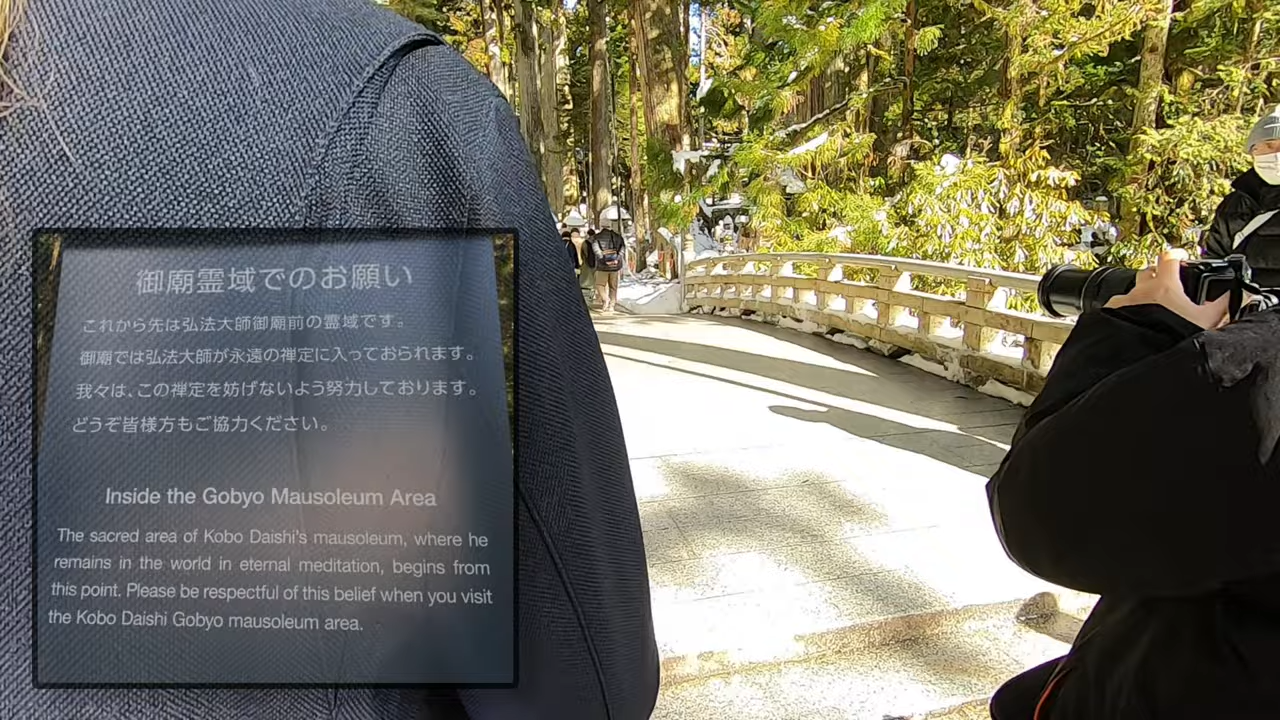 御廟霊域でのお願い
これから先は弘法大師御廟前の霊域です。
御廟では弘法大師が永遠の禅定に入っておられます。
我々は、この禅定を妨げないよう努力しております。
どうぞ皆様方もご協力ください。
Inside the Gobyo Mausoleum Area
The sacred area of Kobo Daishi's mausoleum, where he
remains in the world in eternal meditation, begins from
this point. Please be respectful of this belief when you visit
the Kobo Daishi Gobyo mausoleum area.